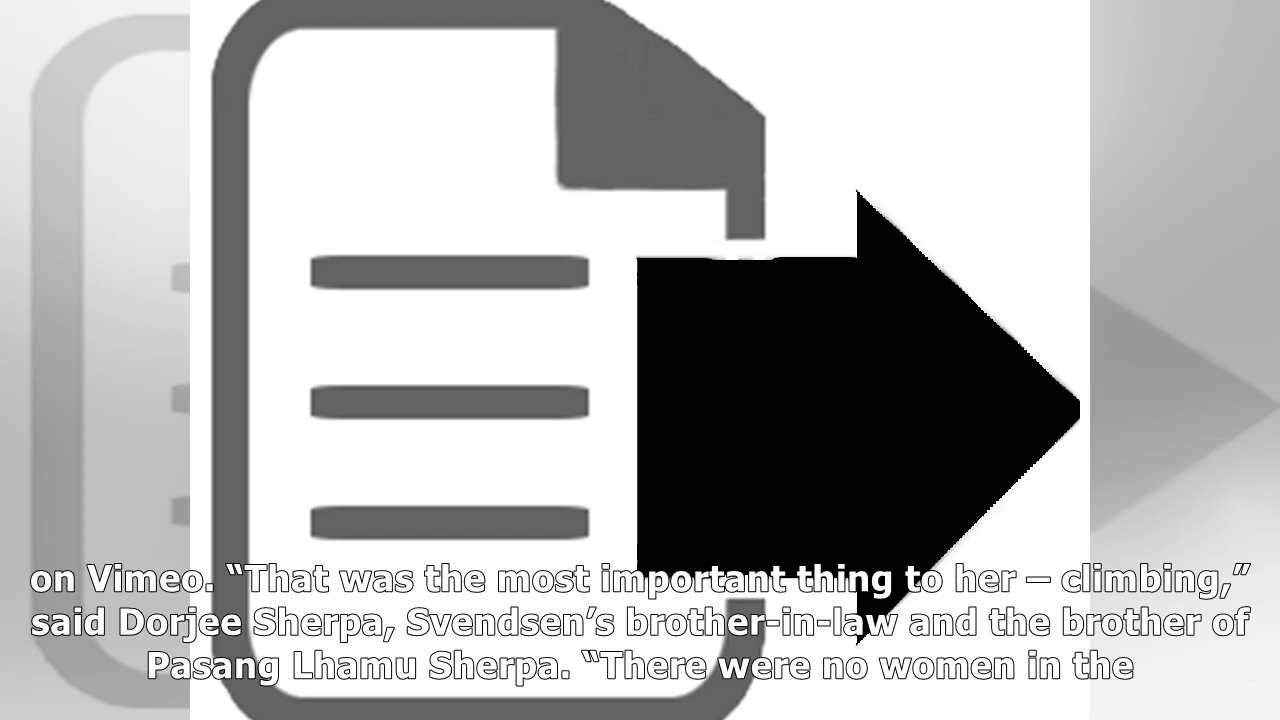 on Vimeo. “That was the most important thing to her — climbing,”
said Dorjee Sherpa, Svendsen’s brother-in-law and the brother of
Pasang Lhamu Sherpa. “There were no women in the